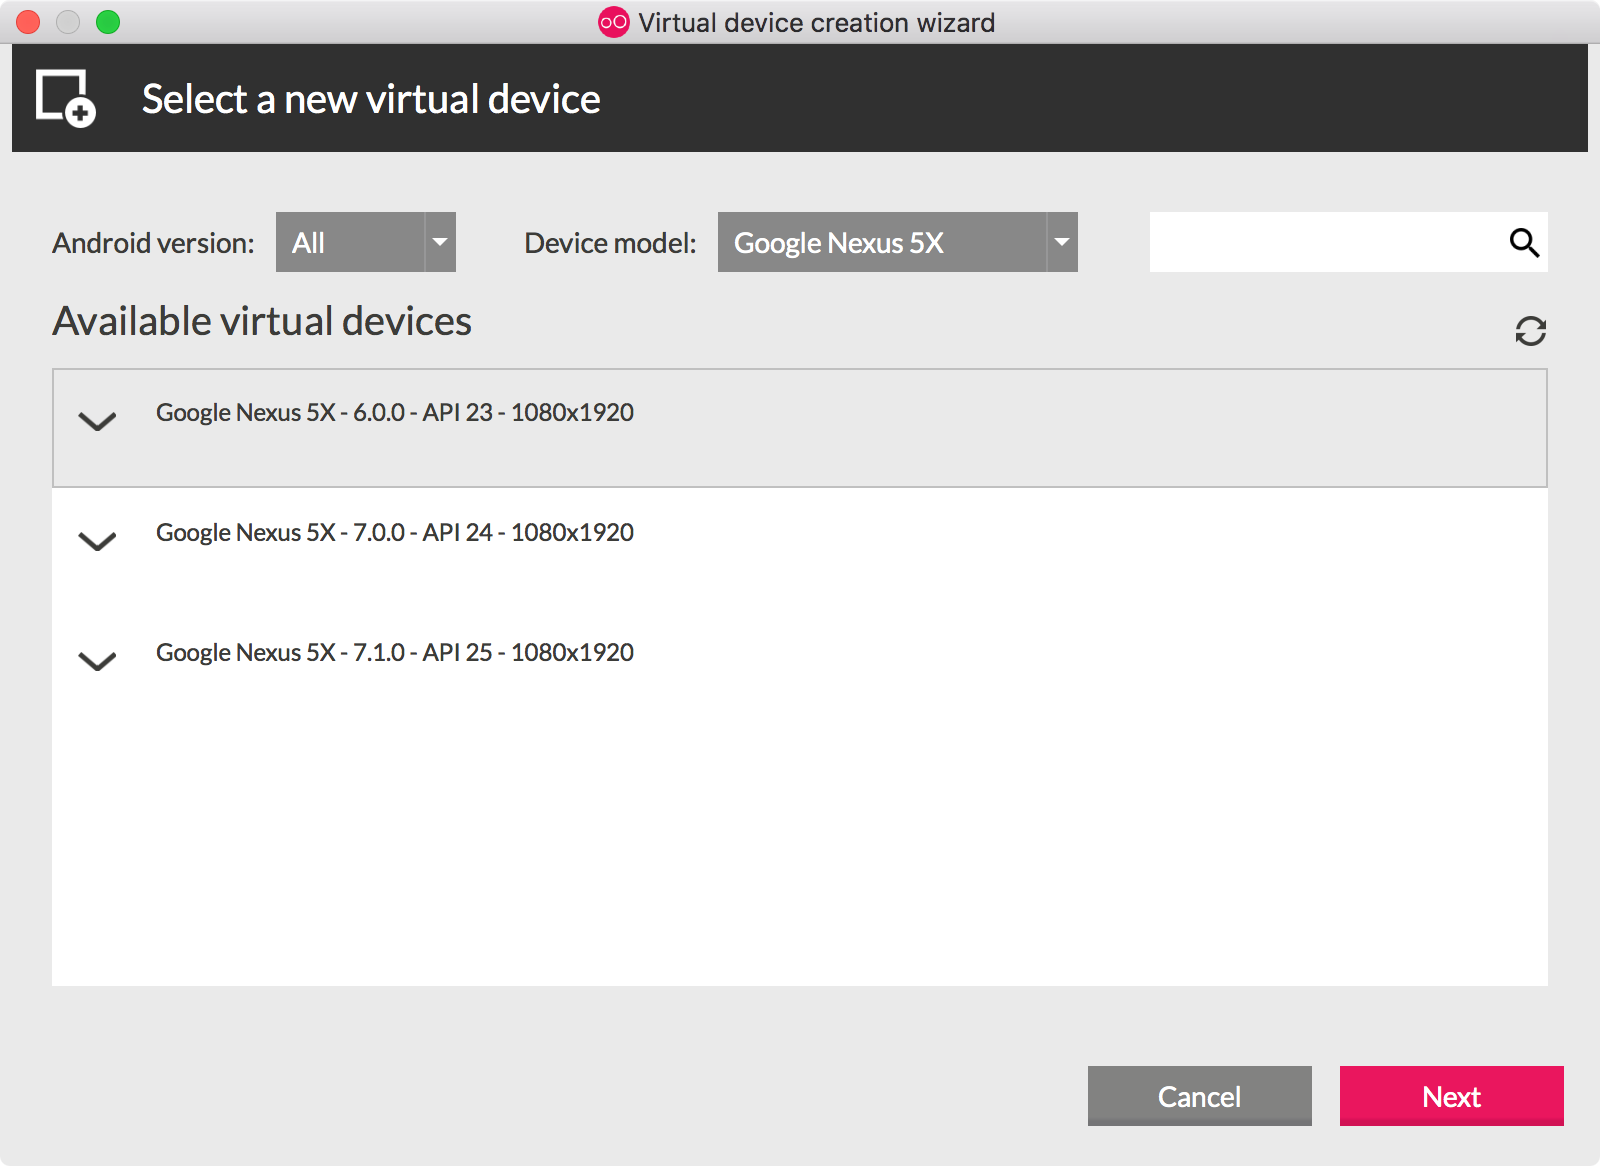 Virtual device creation wizard
Select a new virtual device
Android version: All Device model: Google Nexus 5X
Available virtual devices
Google Nexus 5X - 6.0.0 - API 23 - 1080x1920
Google Nexus 5X - 7.0.0 - API 24 - 1080x1920
Google Nexus 5X - 7.1.0 - API 25 - 1080x1920
Cancel Next